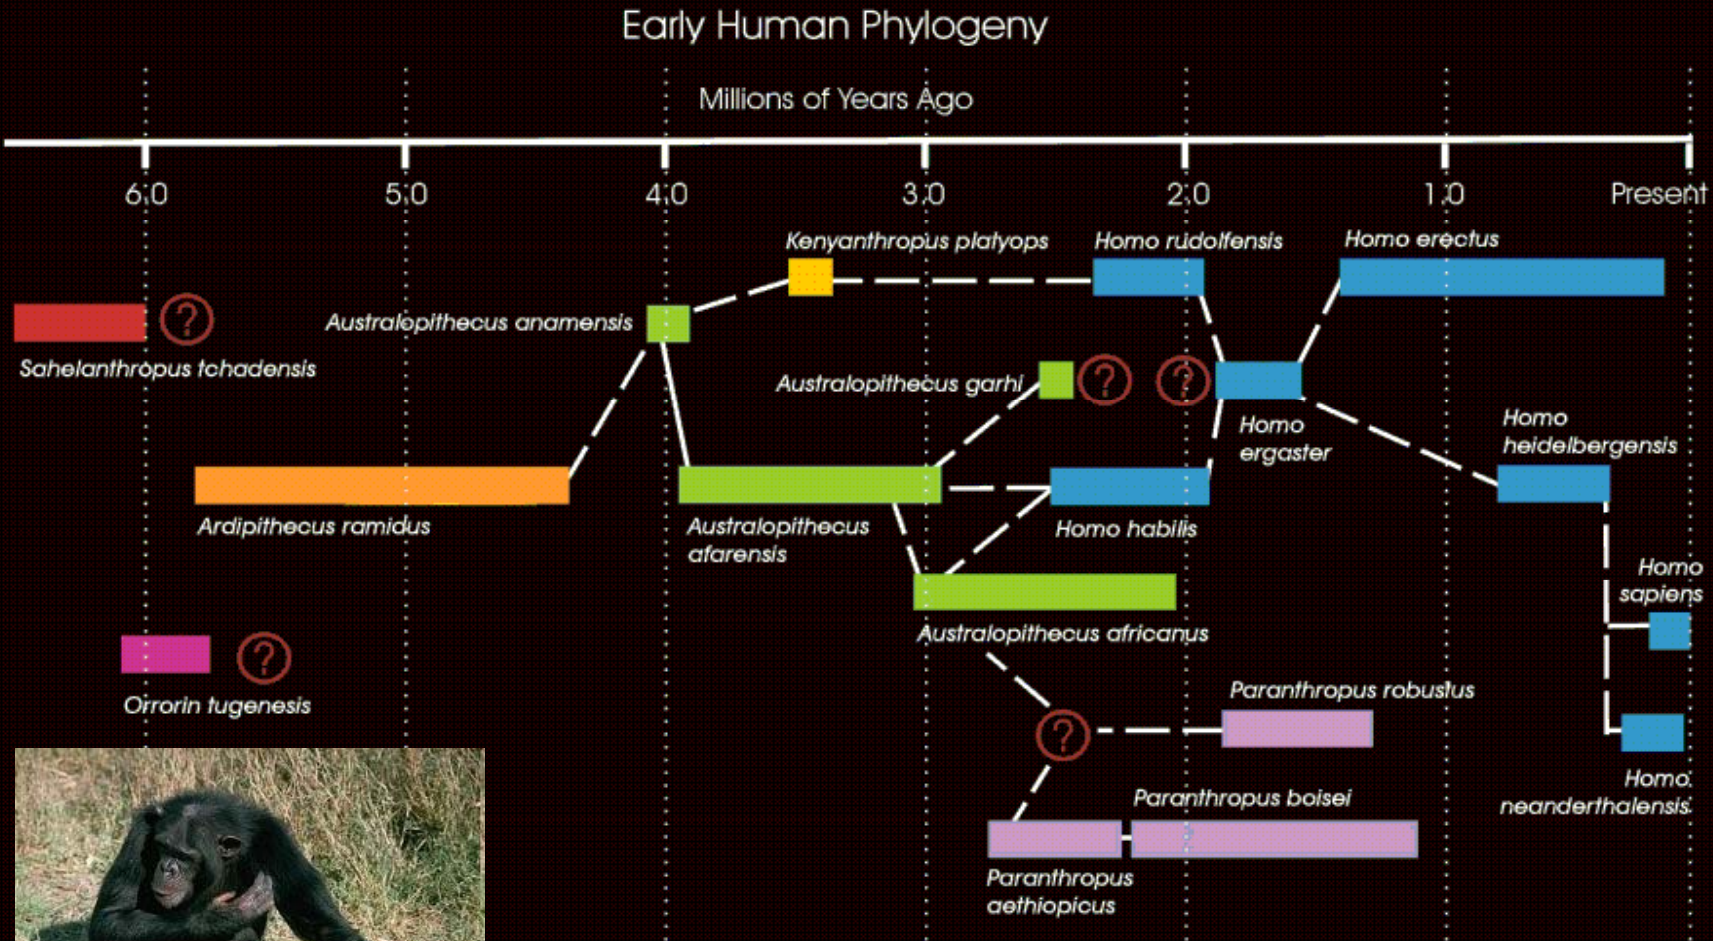 Early Human Phylogeny
Millions of Years Ago
6.0 5.0 4.0 3.0 2.0 1.0 Present
Kenyanthropus platyops
Homo rudolfensis
Homo erectus
?
Australopithecus anamensis
Sahelanthropus tchadensis
Australopithecus garhi
? ?
Homo
ergaster
Homo
heidelbergensis
Ardipithecus ramidus
Australopithecus
afarensis
Homo habilis
Homo
sapiens
Australopithecus africanus
?
Orrorin tugenesis
Paranthropus robustus
?
Homo
neanderthalensis
Paranthropus boisei
Paranthropus
aethiopicus